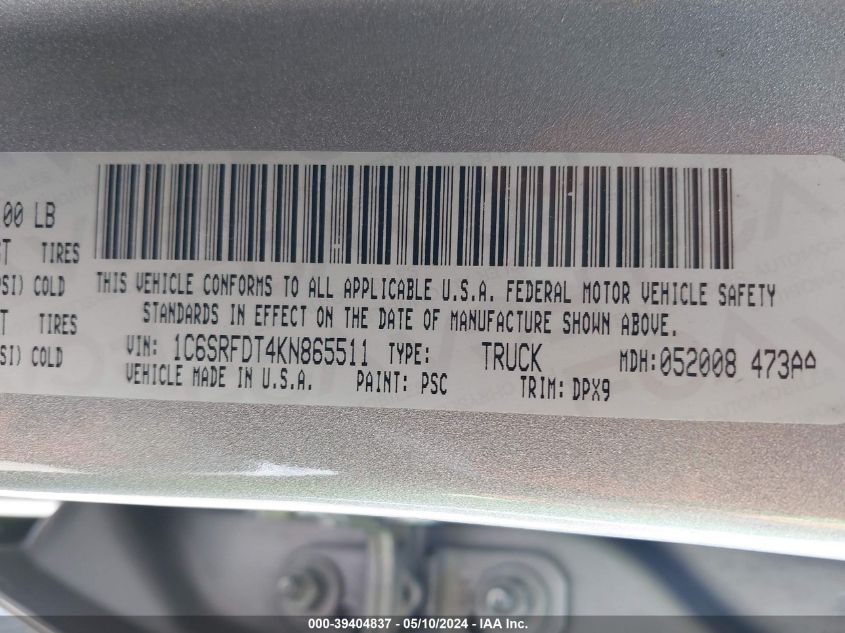 00 LB
TIRES
THIS VEHICLE CONFORMS TO ALL APPLICABLE U.S.A. FEDERAL MOTOR VEHICLE SAFETY
SI) COLD
STANDARDS IN EFFECT ON THE DATE OF MANUFACTURE SHOWN ABOVE.
T TIRES
VIN: 1C6SRFDT4KN865511 TYPE: TRUCK MDH:052008 473AA
SI) COLD
VEHICLE MADE IN U.S.A. PAINT: PSC TRIM: DPX9
000-39404837 - 05/10/2024 - IAA Inc.